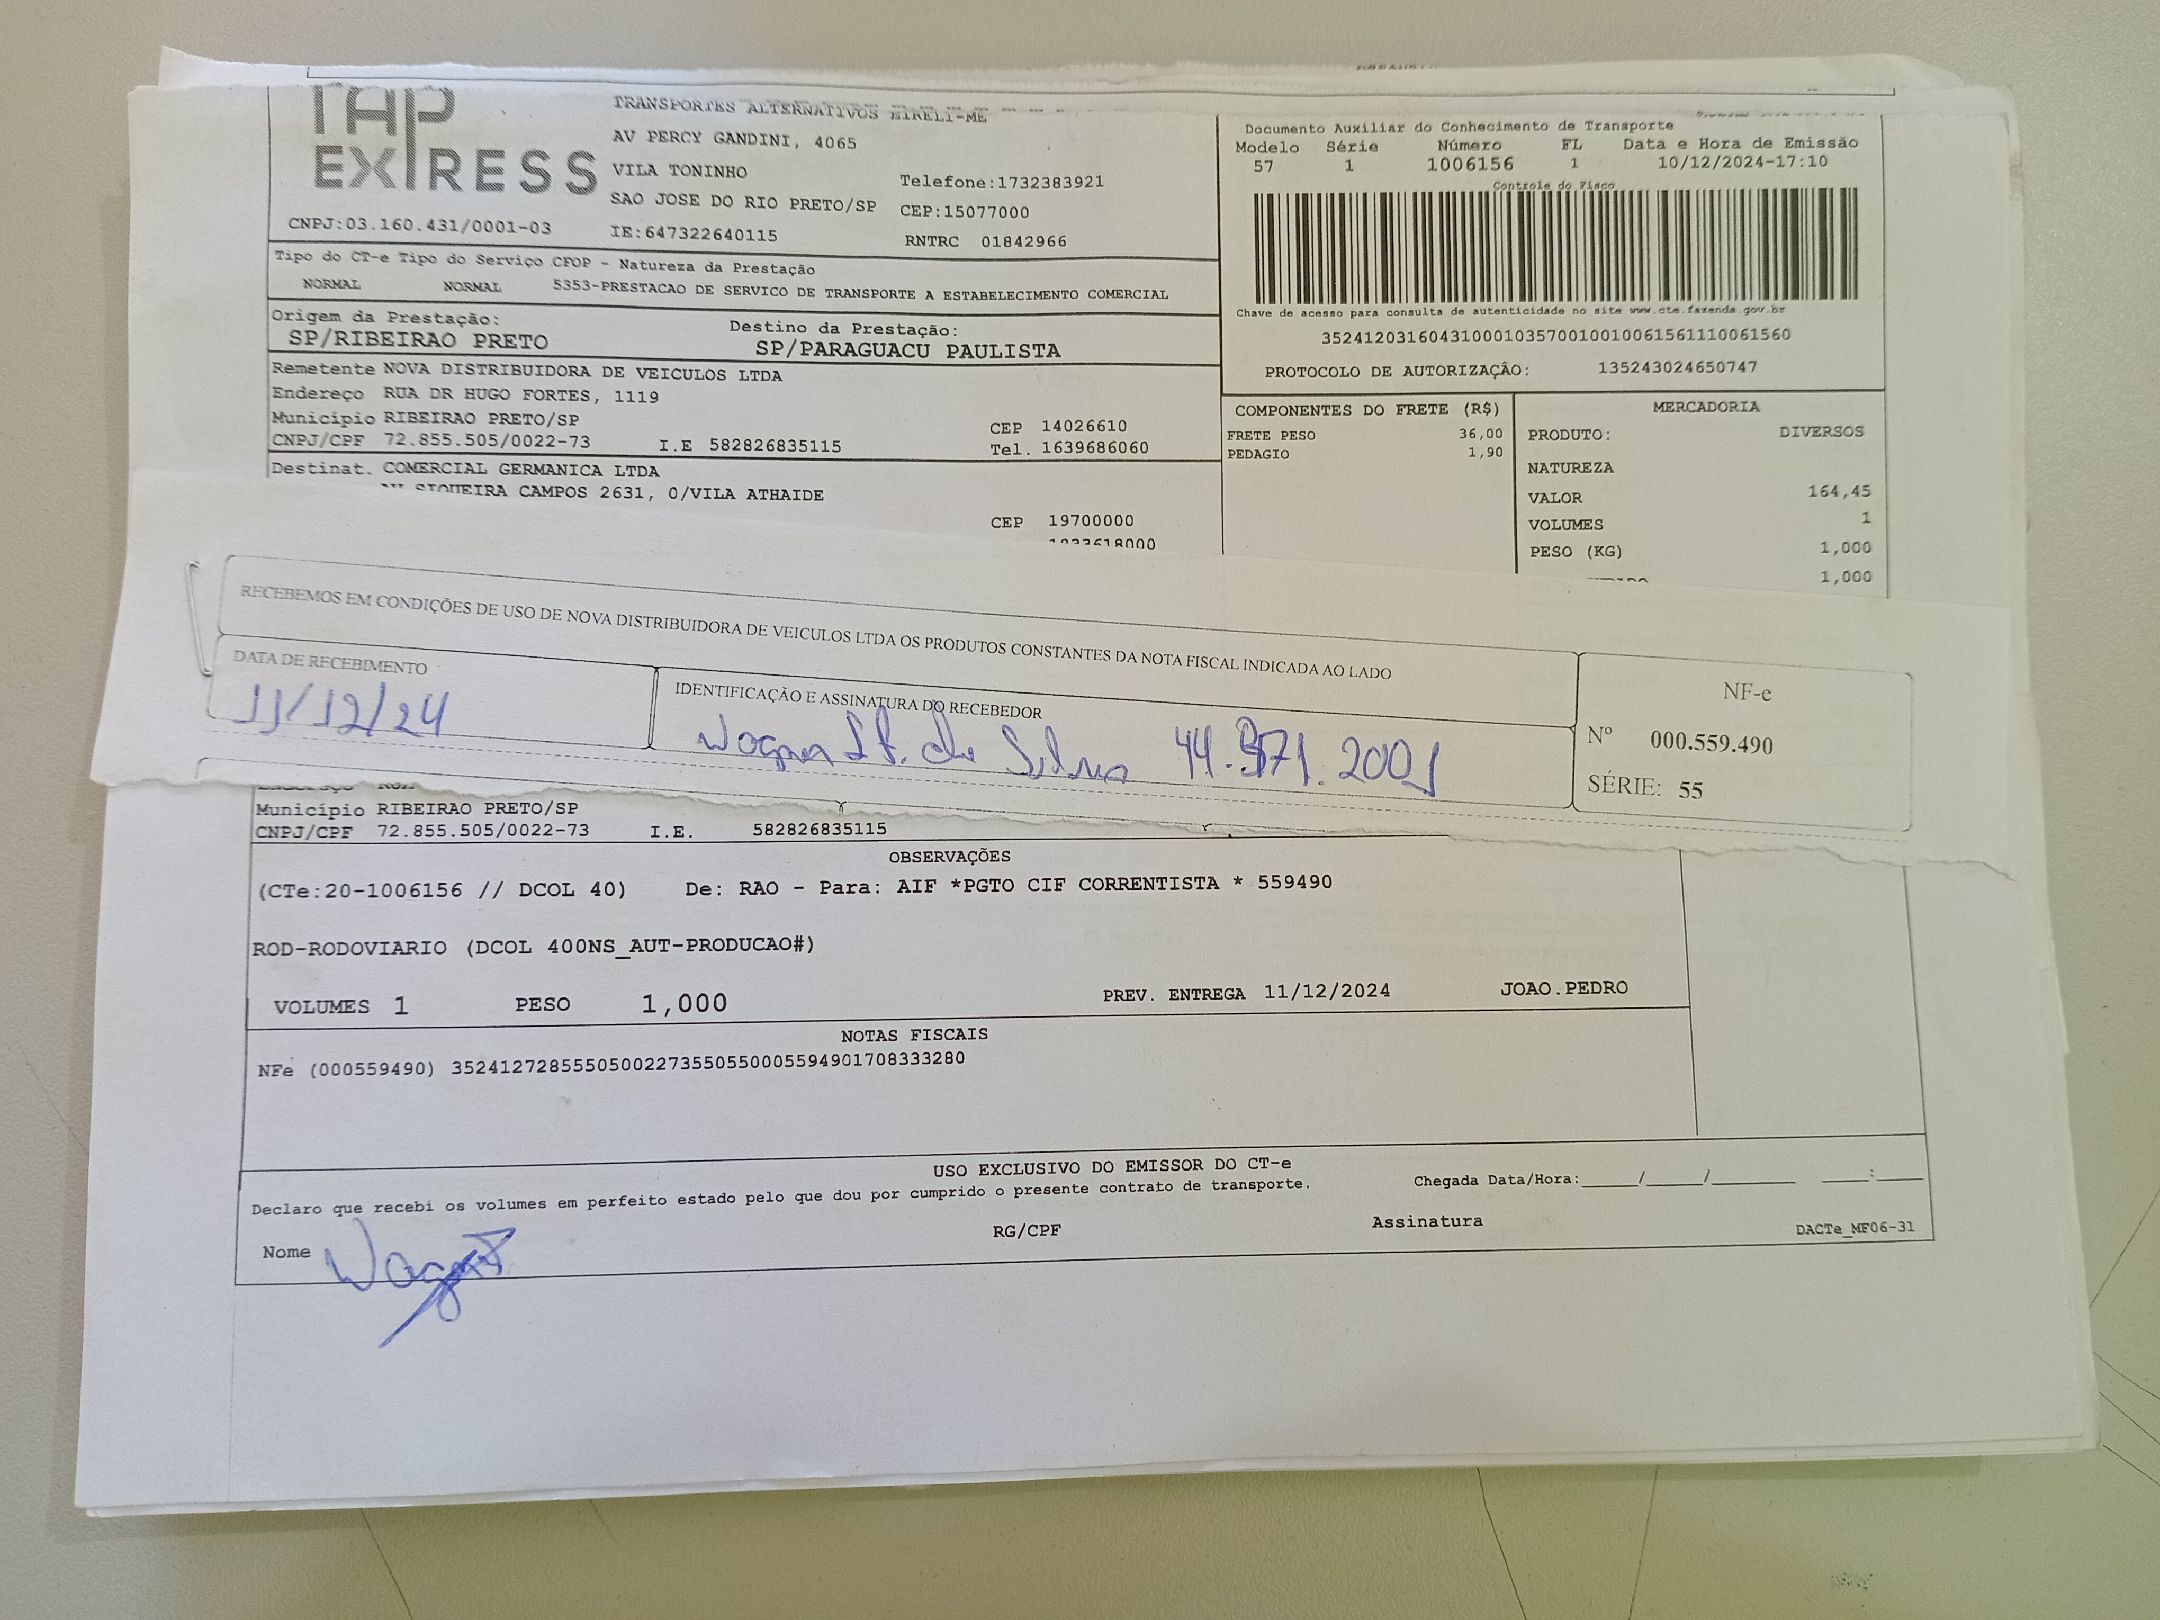 TAP
EXPRESS
TRANSPORTES ALTERNATIVOS EIRELI-ME
AV PERCY GANDINI, 4065
VILA TONINHO
Telefone:1732383921
SAO JOSE DO RIO PRETO/SP CEP:15077000
CNPJ:03.160.431/0001-03 IE:647322640115 RNTRC 01842966
Documento Auxiliar do Conhecimento de Transporte
Modelo Série Número FL Data e Hora de Emissão
57 1 1006156 1 10/12/2024-17:10
Controle do Fisco
Chave de acesso para consulta de autenticidade no site www.cte.fazenda.gov.br
35241203160431000103570010010061561110061560
PROTOCOLO DE AUTORIZAÇÃO: 135243024650747
Tipo do CT-e Tipo do Serviço CFOP - Natureza da Prestação
NORMAL NORMAL 5353-PRESTACAO DE SERVICO DE TRANSPORTE A ESTABELECIMENTO COMERCIAL
Origem da Prestação: Destino da Prestação:
SP/RIBEIRAO PRETO SP/PARAGUACU PAULISTA
Remetente NOVA DISTRIBUIDORA DE VEICULOS LTDA
Endereço RUA DR HUGO FORTES, 1119
Município RIBEIRAO PRETO/SP CEP 14026610
CNPJ/CPF 72.855.505/0022-73 I.E 582826835115 Tel. 1639686060
Destinat. COMERCIAL GERMANICA LTDA
SIQUEIRA CAMPOS 2631, 0/VILA ATHAIDE
CEP 19700000
COMPONENTES DO FRETE (R$)
FRETE PESO 36,00
PEDAGIO 1,90
MERCADORIA
PRODUTO: DIVERSOS
NATUREZA
VALOR 164,45
VOLUMES 1
PESO (KG) 1,000
1,000
RECEBEMOS EM CONDIÇÕES DE USO DE NOVA DISTRIBUIDORA DE VEICULOS LTDA OS PRODUTOS CONSTANTES DA NOTA FISCAL INDICADA AO LADO
DATA DE RECEBIMENTO
11/12/24
IDENTIFICAÇÃO E ASSINATURA DO RECEBEDOR
Wagner da Silva
NF-e
Nº 000.559.490
SÉRIE: 55
Município RIBEIRAO PRETO/SP
CNPJ/CPF 72.855.505/0022-73 I.E. 582826835115
OBSERVAÇÕES
(CTe:20-1006156 // DCOL 40) De: RAO - Para: AIF *PGTO CIF CORRENTISTA * 559490
ROD-RODOVIARIO (DCOL 400NS_AUT-PRODUCAO#)
VOLUMES 1 PESO 1,000 PREV. ENTREGA 11/12/2024 JOAO.PEDRO
NOTAS FISCAIS
NFe (000559490) 35241272855505002273550550005594901708333280
USO EXCLUSIVO DO EMISSOR DO CT-e
Declaro que recebi os volumes em perfeito estado pelo que dou por cumprido o presente contrato de transporte.
Chegada Data/Hora:_____/_____/_______ ____:____
Nome RG/CPF Assinatura DACTe_MF06-31